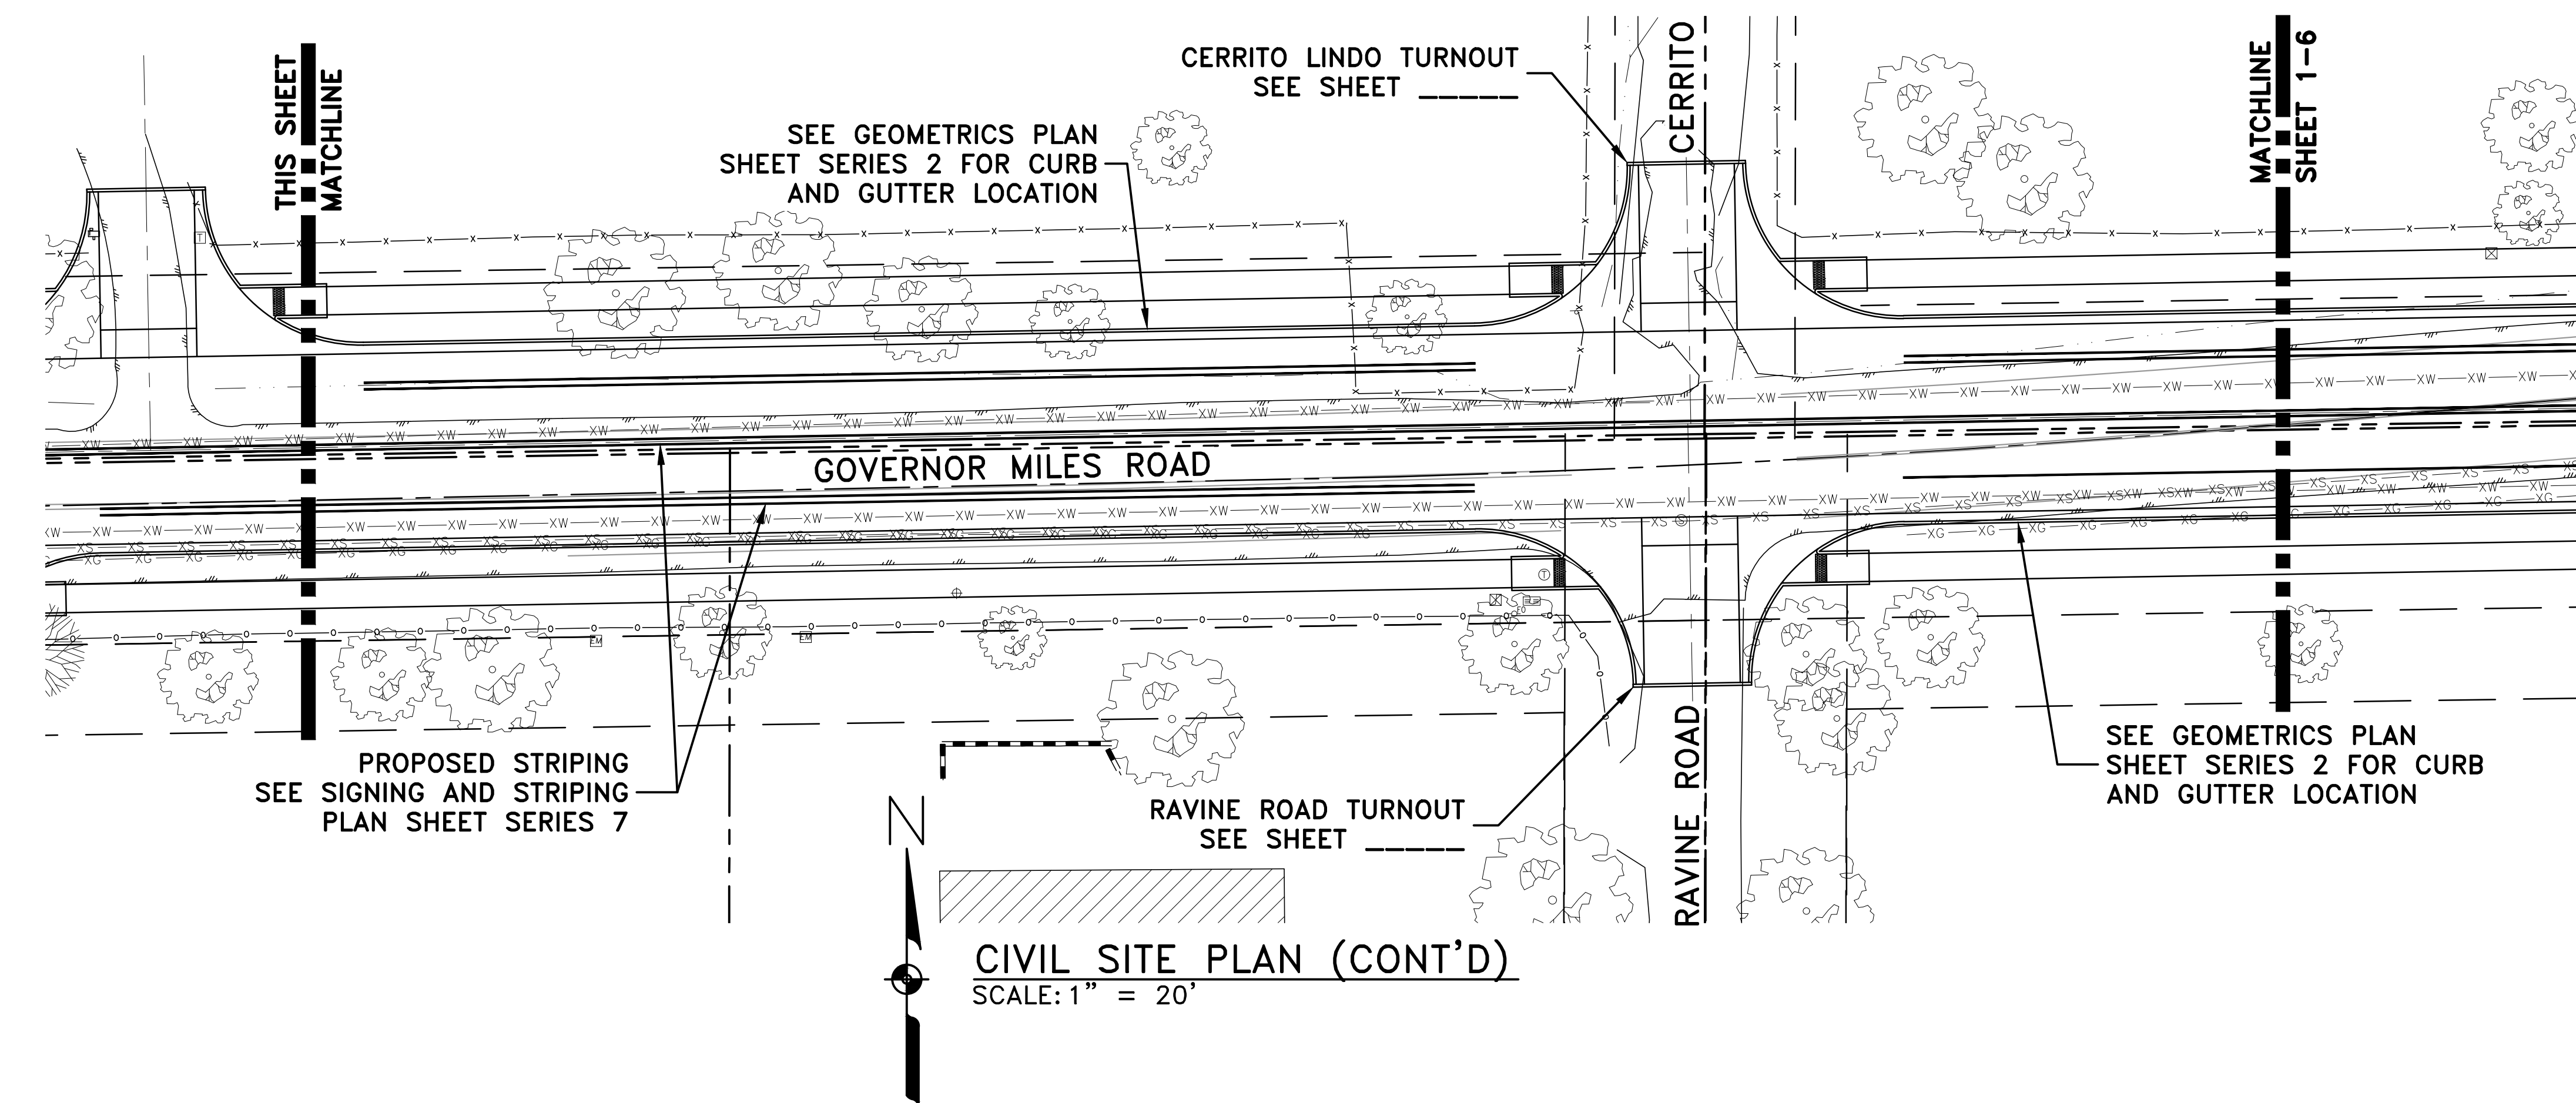 THIS SHEET
MATCHLINE
CERRITO LINDO TURNOUT
SEE SHEET _____
CERRITO
MATCHLINE
SHEET 1-6
SEE GEOMETRICS PLAN
SHEET SERIES 2 FOR CURB
AND GUTTER LOCATION
GOVERNOR MILES ROAD
PROPOSED STRIPING
SEE SIGNING AND STRIPING
PLAN SHEET SERIES 7
RAVINE ROAD TURNOUT
SEE SHEET _____
RAVINE ROAD
SEE GEOMETRICS PLAN
SHEET SERIES 2 FOR CURB
AND GUTTER LOCATION
EM
EM
N
CIVIL SITE PLAN (CONT'D)
SCALE: 1" = 20'